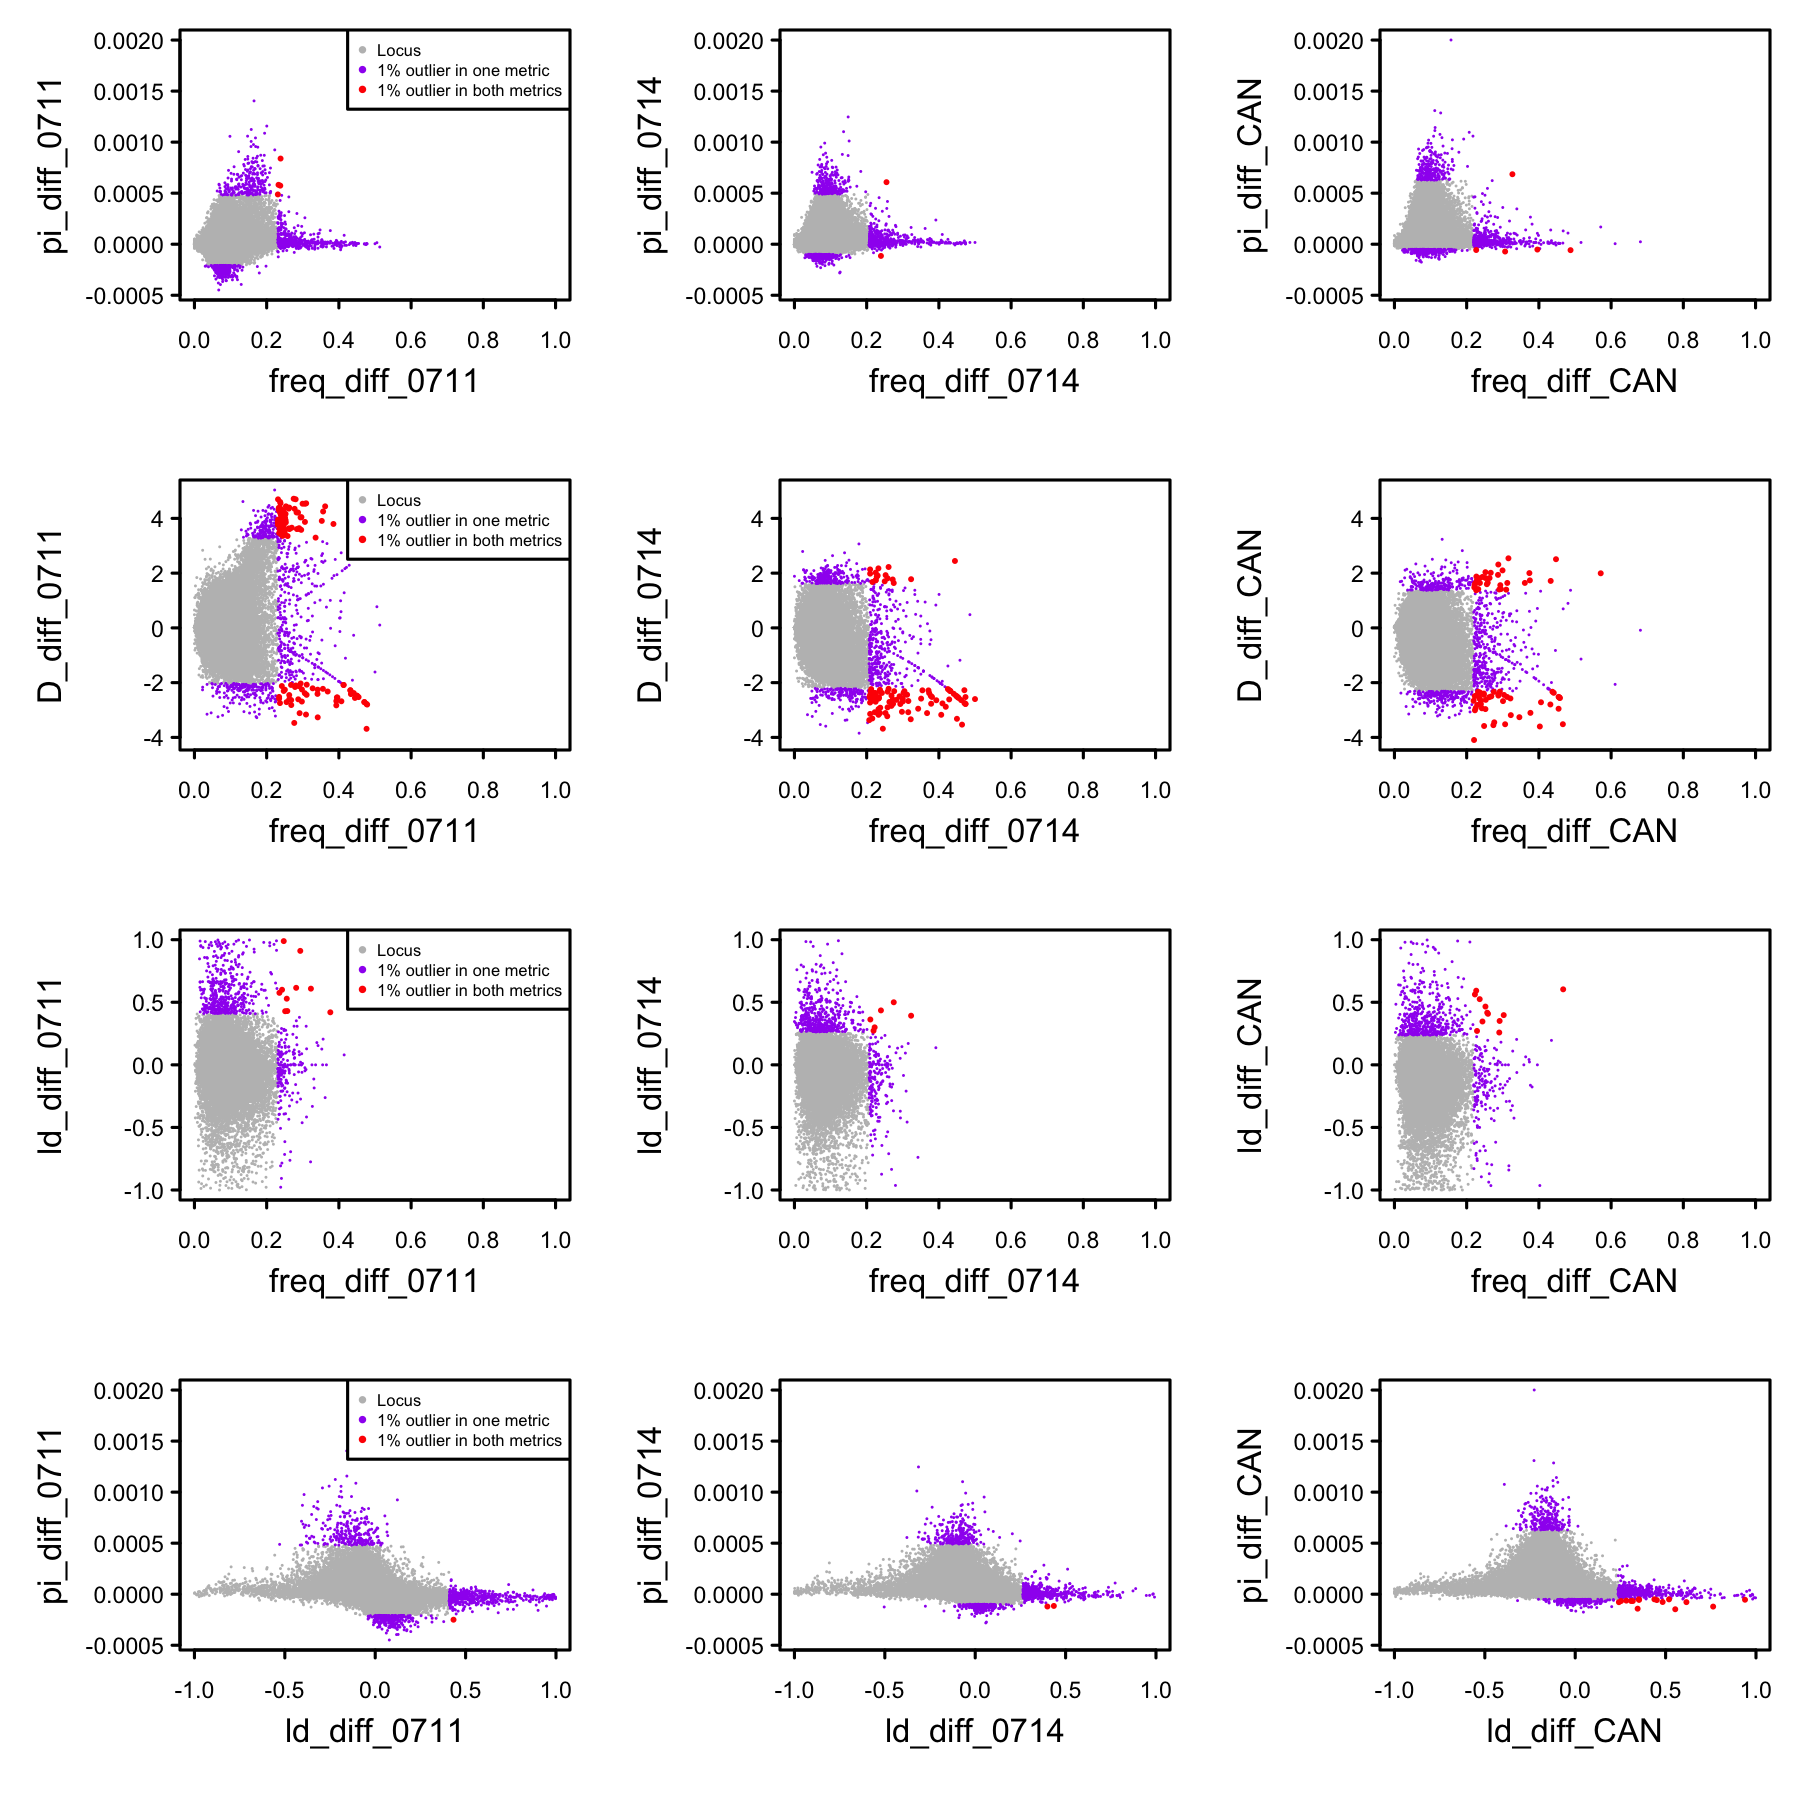 0.0020
0.0015
0.0010
0.0005
0.0000
-0.0005
pi_diff_0711
Locus
1% outlier in one metric
1% outlier in both metrics
0.0 0.2 0.4 0.6 0.8 1.0
freq_diff_0711
0.0020
0.0015
0.0010
0.0005
0.0000
-0.0005
pi_diff_0714
0.0 0.2 0.4 0.6 0.8 1.0
freq_diff_0714
0.0020
0.0015
0.0010
0.0005
0.0000
-0.0005
pi_diff_CAN
0.0 0.2 0.4 0.6 0.8 1.0
freq_diff_CAN
4
2
0
-2
-4
D_diff_0711
Locus
1% outlier in one metric
1% outlier in both metrics
0.0 0.2 0.4 0.6 0.8 1.0
freq_diff_0711
4
2
0
-2
-4
D_diff_0714
0.0 0.2 0.4 0.6 0.8 1.0
freq_diff_0714
4
2
0
-2
-4
D_diff_CAN
0.0 0.2 0.4 0.6 0.8 1.0
freq_diff_CAN
1.0
0.5
0.0
-0.5
-1.0
ld_diff_0711
Locus
1% outlier in one metric
1% outlier in both metrics
0.0 0.2 0.4 0.6 0.8 1.0
freq_diff_0711
1.0
0.5
0.0
-0.5
-1.0
ld_diff_0714
0.0 0.2 0.4 0.6 0.8 1.0
freq_diff_0714
1.0
0.5
0.0
-0.5
-1.0
ld_diff_CAN
0.0 0.2 0.4 0.6 0.8 1.0
freq_diff_CAN
0.0020
0.0015
0.0010
0.0005
0.0000
-0.0005
pi_diff_0711
Locus
1% outlier in one metric
1% outlier in both metrics
-1.0 -0.5 0.0 0.5 1.0
ld_diff_0711
0.0020
0.0015
0.0010
0.0005
0.0000
-0.0005
pi_diff_0714
-1.0 -0.5 0.0 0.5 1.0
ld_diff_0714
0.0020
0.0015
0.0010
0.0005
0.0000
-0.0005
pi_diff_CAN
-1.0 -0.5 0.0 0.5 1.0
ld_diff_CAN